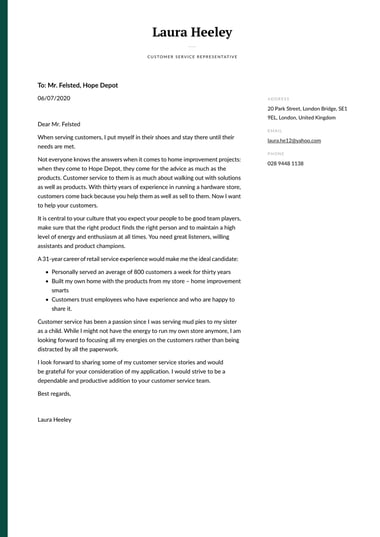 Laura Heeley
CUSTOMER SERVICE REPRESENTATIVE
To: Mr. Felsted, Hope Depot
06/07/2020
Dear Mr. Felsted
When serving customers, I put myself in their shoes and stay there until their
needs are met.
Not everyone knows the answers when it comes to home improvement projects:
when they come to Hope Depot, they come for the advice as much as the
products. Customer service to them is as much about walking out with solutions
as well as products. With thirty years of experience in running a hardware store,
customers come back because you help them as well as sell to them. Now I want
to help your customers.
It is central to your culture that you expect your people to be good team players,
make sure that the right product finds the right person and to maintain a high
level of energy and enthusiasm at all times. You need great listeners, willing
assistants and product champions.
A 31-year career of retail service experience would make me the ideal candidate:
• Personally served an average of 800 customers a week for thirty years
• Built my own home with the products from my store – home improvement
smarts
• Customers trust employees who have experience and who are happy to
share it.
Customer service has been a passion since I was serving mud pies to my sister
as a child. While I might not have the energy to run my own store anymore, I am
looking forward to focusing all my energies on the customers rather than being
distracted by all the paperwork.
I look forward to sharing some of my customer service stories and would
be grateful for your consideration of my application. I would strive to be a
dependable and productive addition to your customer service team.
Best regards,
Laura Heeley
ADDRESS
20 Park Street, London Bridge, SE1
9EL, London, United Kingdom
EMAIL
laura.he12@yahoo.com
PHONE
028 9448 1138